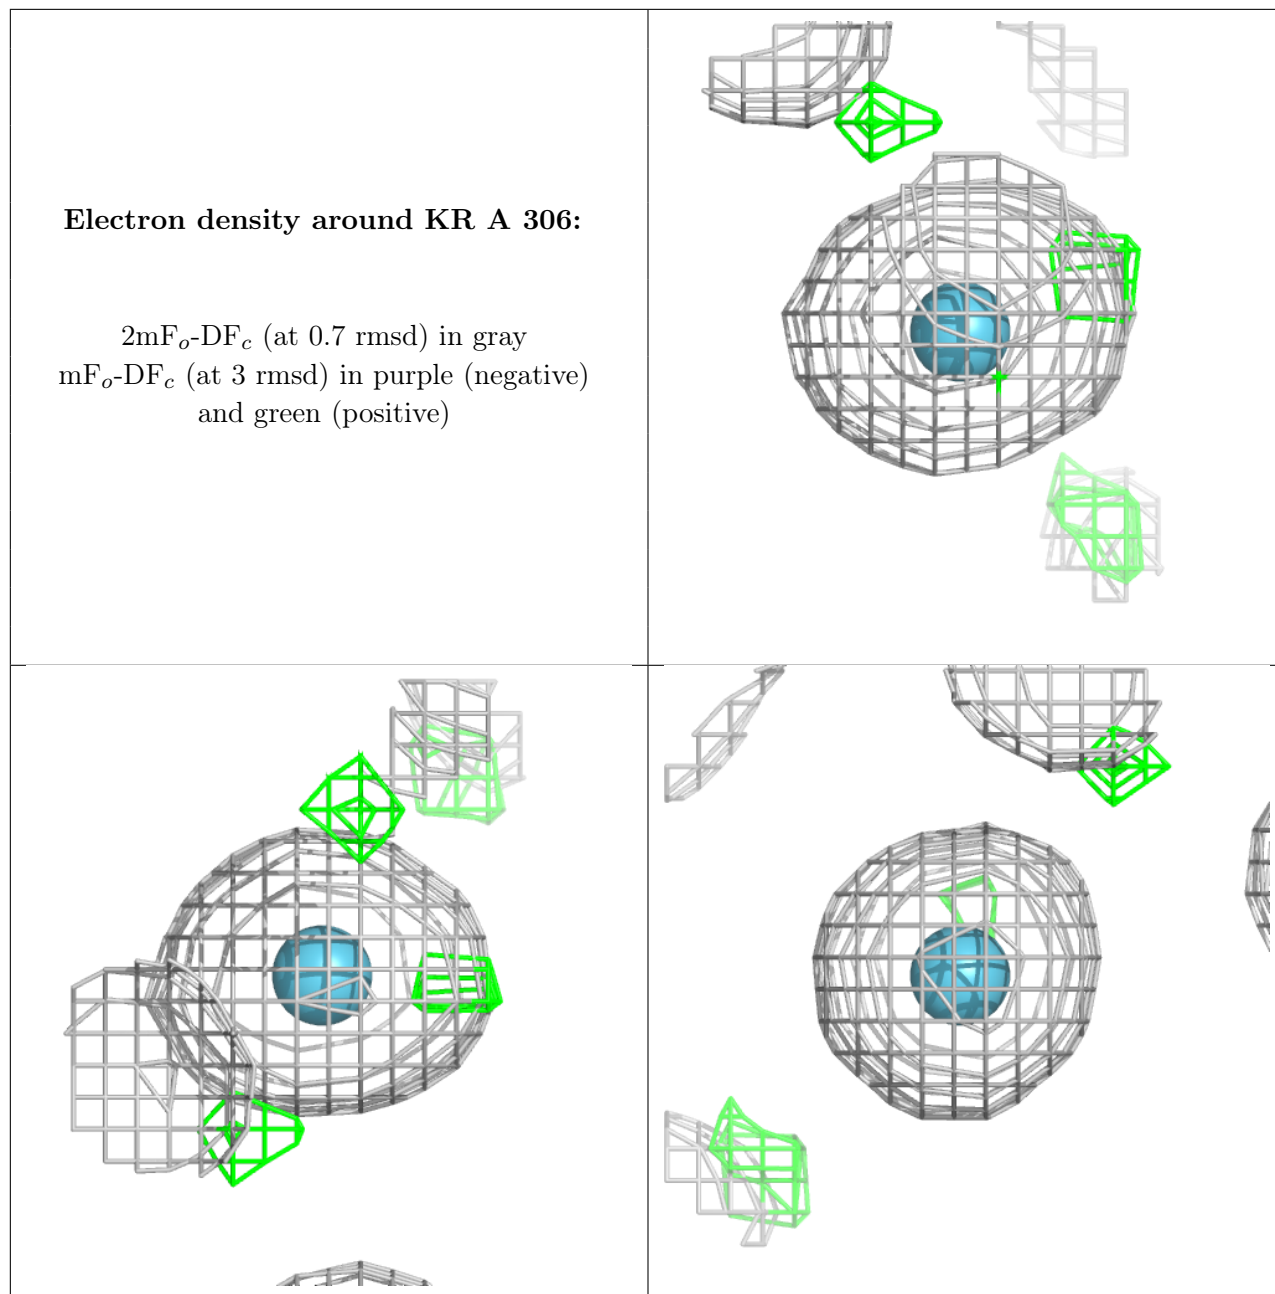 Electron density around KR A 306:
2mFo-DFc (at 0.7 rmsd) in gray
mFo-DFc (at 3 rmsd) in purple (negative)
and green (positive)